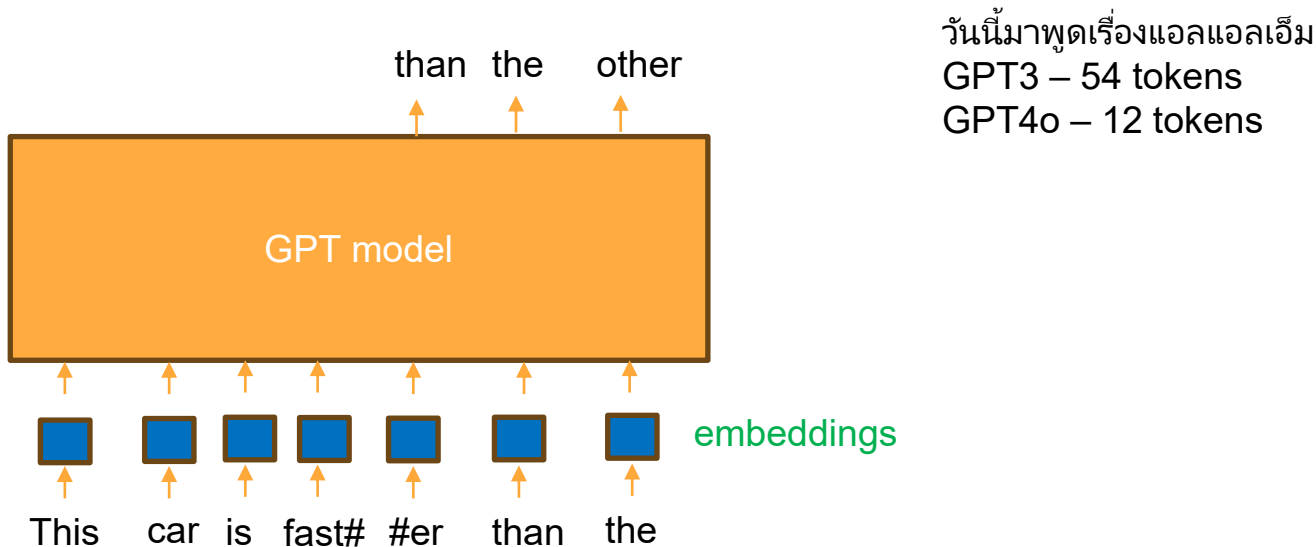 than the other
GPT model
embeddings
This car is fast# #er than the
วันนี้มาพูดเรื่องแอลแอลเอ็ม
GPT3 – 54 tokens
GPT4o – 12 tokens